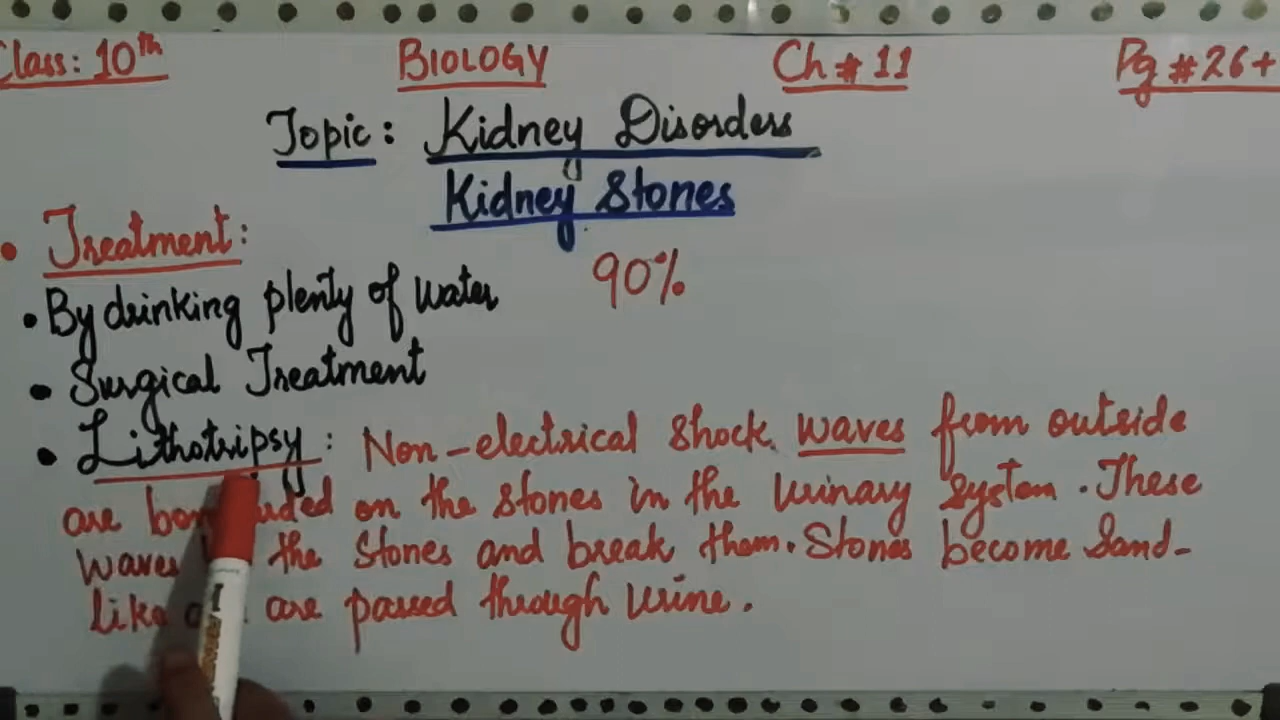 Class: 10th BIOLOGY Ch # 11 Pg # 26+
Topic: Kidney Disorders
Kidney Stones
• Treatment:
90%
• By drinking plenty of water
• Surgical Treatment
• Lithotripsy: Non-electrical shock waves from outside
are on the stones in the urinary system. These
waves the stones and break them. Stones become Sand-
like are passed through urine.